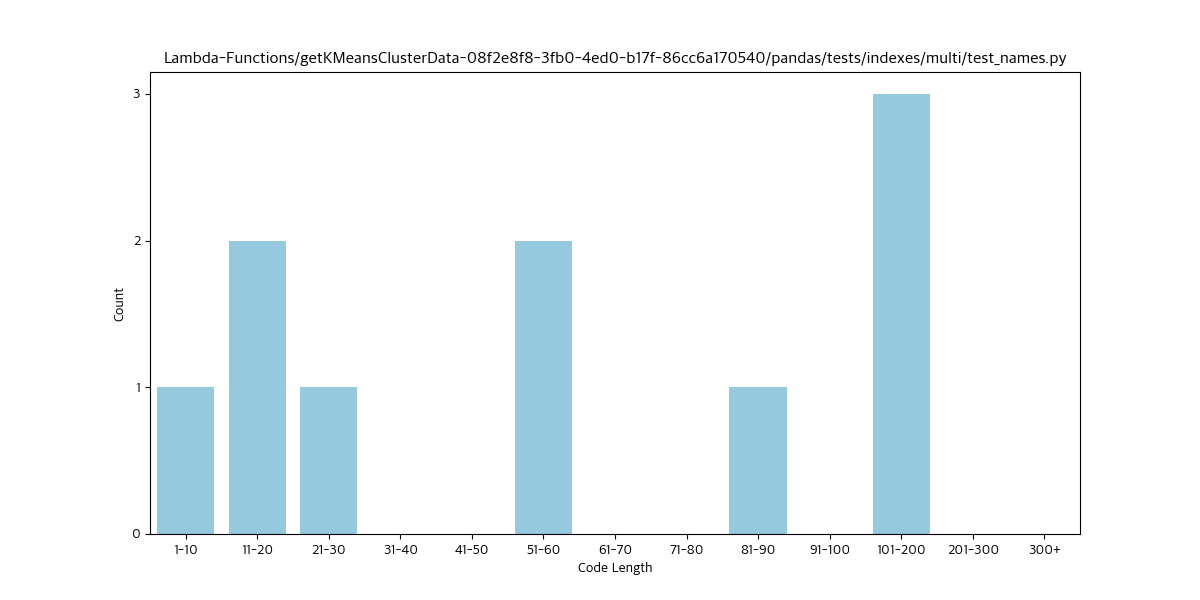 Lambda-Functions/getKMeansClusterData-08f2e8f8-3fb0-4ed0-b17f-86cc6a170540/pandas/tests/indexes/multi/test_names.py
3
2
1
0
Count
1-10 11-20 21-30 31-40 41-50 51-60 61-70 71-80 81-90 91-100 101-200 201-300 300+
Code Length